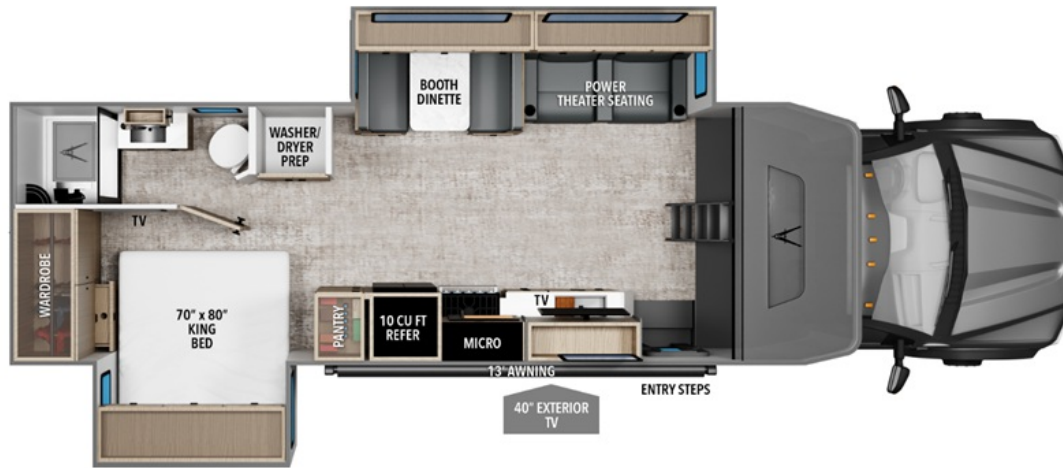 BOOTH
DINETTE
POWER
THEATER SEATING
WASHER/
DRYER
PREP
TV
WARDROBE
70" x 80"
KING
BED
PANTRY
10 CU FT
REFER
MICRO
TV
13' AWNING
ENTRY STEPS
40" EXTERIOR
TV